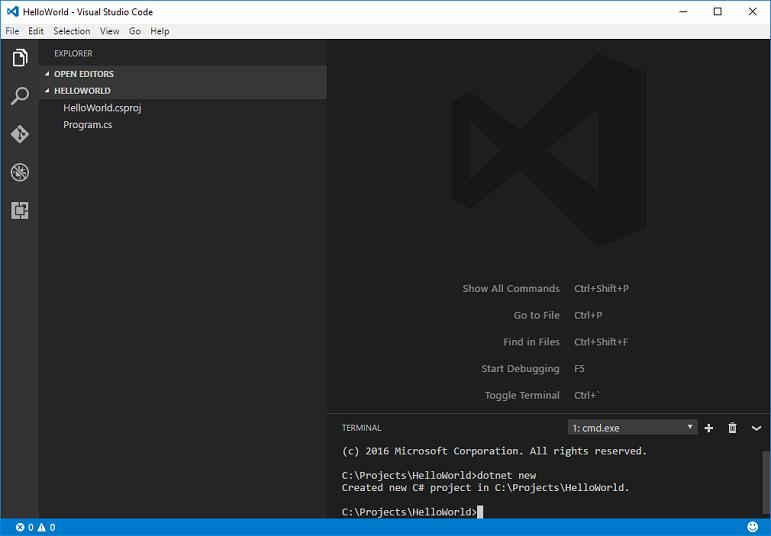 HelloWorld - Visual Studio Code
File Edit Selection View Go Help
EXPLORER
OPEN EDITORS
HELLOWORLD
HelloWorld.csproj
Program.cs
Show All Commands Ctrl+Shift+P
Go to File Ctrl+P
Find in Files Ctrl+Shift+F
Start Debugging F5
Toggle Terminal Ctrl+`
TERMINAL 1: cmd.exe
(c) 2016 Microsoft Corporation. All rights reserved.
C:\Projects\HelloWorld>dotnet new
Created new C# project in C:\Projects\HelloWorld.
C:\Projects\HelloWorld>
0 0